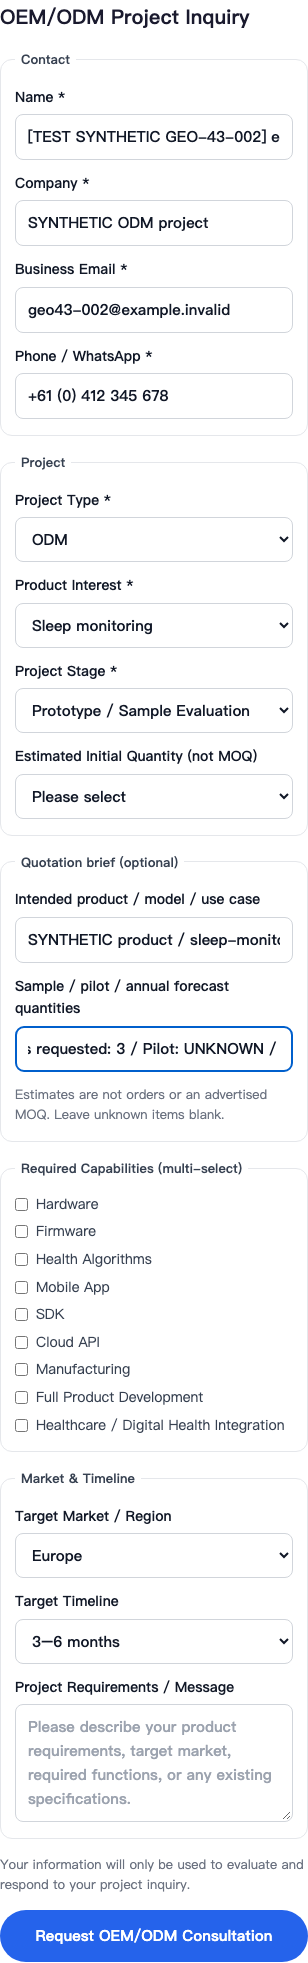 OEM/ODM Project Inquiry
Contact
Name *
[TEST SYNTHETIC GEO-43-002] e
Company *
SYNTHETIC ODM project
Business Email *
geo43-002@example.invalid
Phone / WhatsApp *
+61 (0) 412 345 678
Project
Project Type *
ODM
Product Interest *
Sleep monitoring
Project Stage *
Prototype / Sample Evaluation
Estimated Initial Quantity (not MOQ)
Please select
Quotation brief (optional)
Intended product / model / use case
SYNTHETIC product / sleep-monito
Sample / pilot / annual forecast
quantities
s requested: 3 / Pilot: UNKNOWN /
Estimates are not orders or an advertised
MOQ. Leave unknown items blank.
Required Capabilities (multi-select)
Hardware
Firmware
Health Algorithms
Mobile App
SDK
Cloud API
Manufacturing
Full Product Development
Healthcare / Digital Health Integration
Market & Timeline
Target Market / Region
Europe
Target Timeline
3–6 months
Project Requirements / Message
Please describe your product
requirements, target market,
required functions, or any existing
specifications.
Your information will only be used to evaluate and
respond to your project inquiry.
Request OEM/ODM Consultation